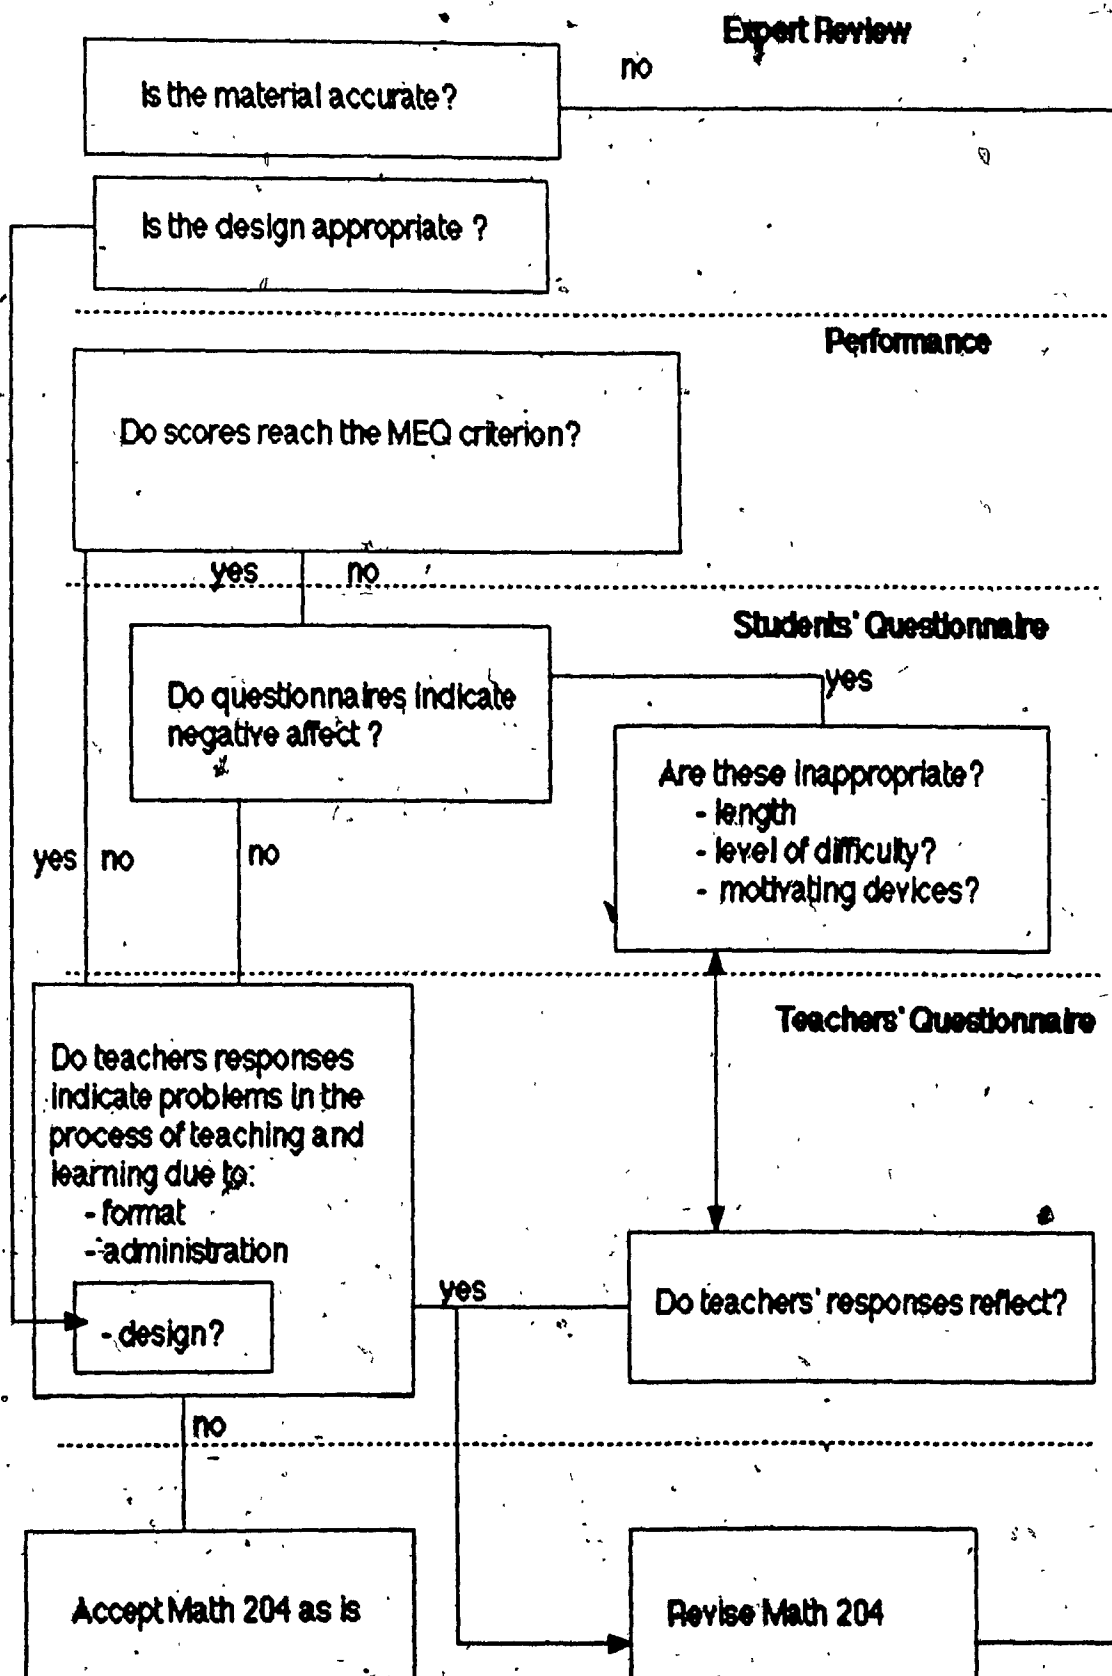 Expert Review
no
Is the material accurate?
Is the design appropriate ?
Performance
Do scores reach the MEQ criterion?
yes no
Students' Questionnaire
Do questionnaires indicate
negative affect ?
yes
Are these inappropriate?
- length
- level of difficulty?
- motivating devices?
yes no no
Teachers' Questionnaire
Do teachers responses
indicate problems in the
process of teaching and
learning due to:
- format
- administration
- design?
yes
Do teachers' responses reflect?
no
Accept Math 204 as is
Revise Math 204